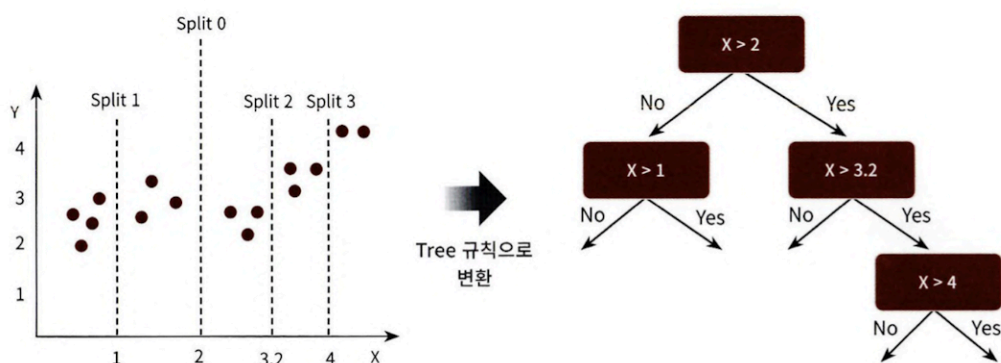 Split 0
Split 1
Split 2
Split 3
Y
4
3
2
1
1
2
3.2
4
X
Tree 규칙으로
변환
X > 2
No
Yes
X > 1
X > 3.2
No
Yes
No
Yes
X > 4
No
Yes